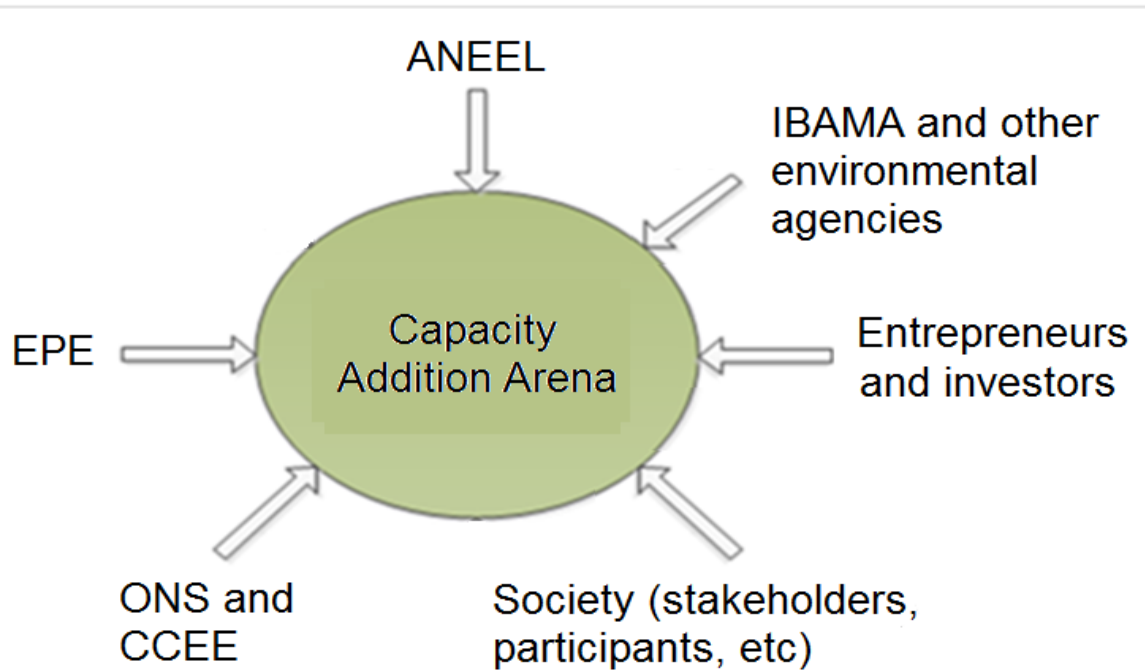 ANEEL
IBAMA and other
environmental
agencies
EPE
Capacity
Addition Arena
Entrepreneurs
and investors
ONS and
CCEE
Society (stakeholders,
participants, etc)